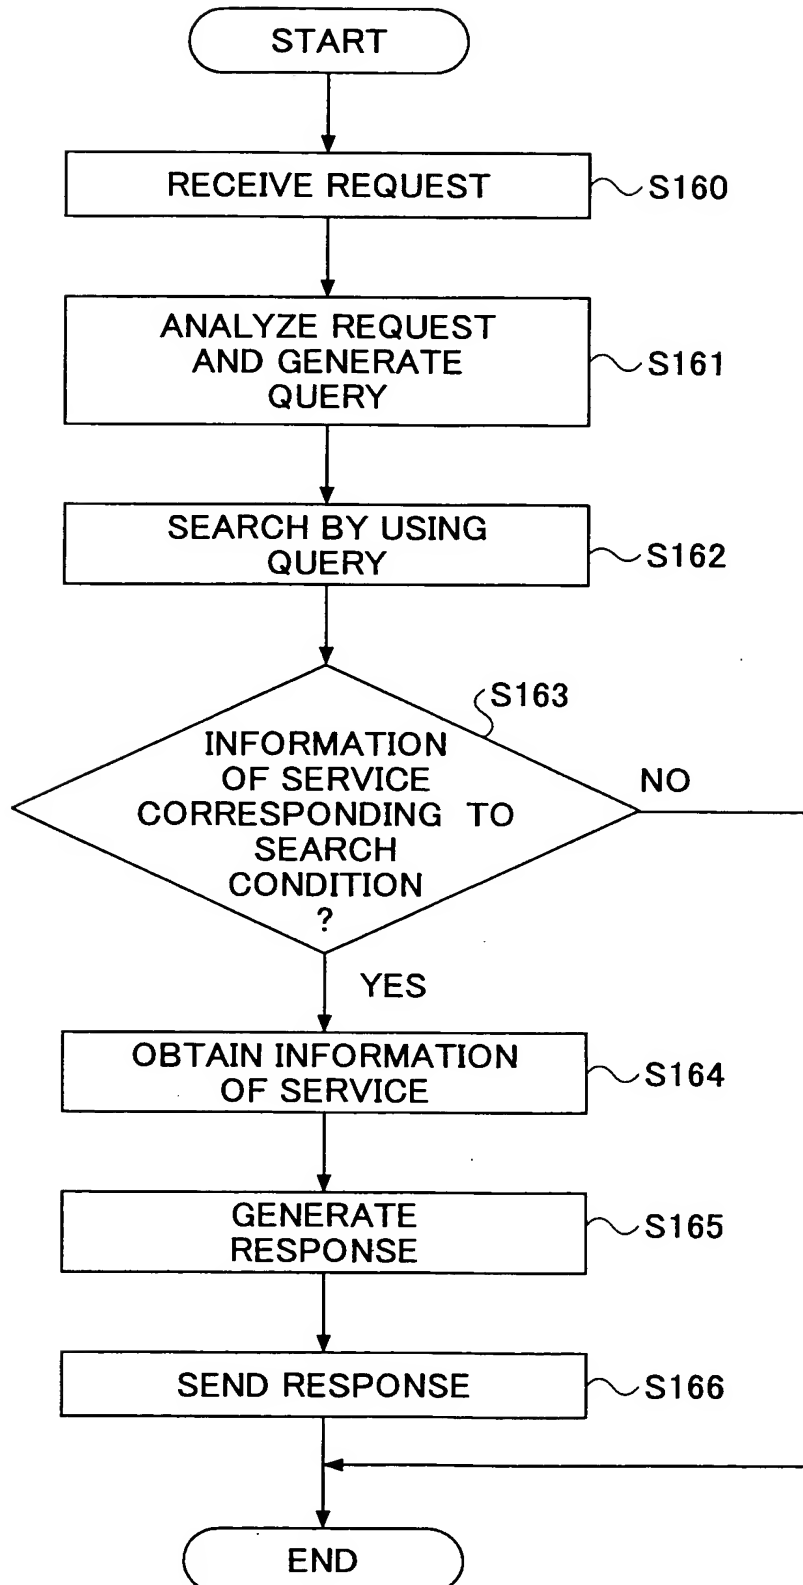 START
RECEIVE REQUEST
S160
ANALYZE REQUEST
AND GENERATE
QUERY
S161
SEARCH BY USING
QUERY
S162
S163
INFORMATION
OF SERVICE
CORRESPONDING TO
SEARCH
CONDITION
?
NO
YES
OBTAIN INFORMATION
OF SERVICE
S164
GENERATE
RESPONSE
S165
SEND RESPONSE
S166
END